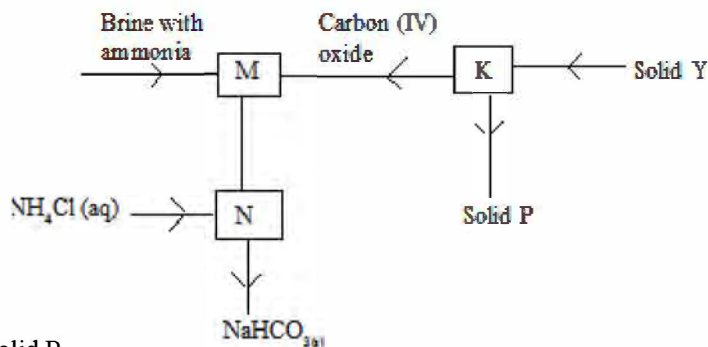 Brine with
ammonia
Carbon (IV)
oxide
M
K
Solid Y
NH₄Cl (aq)
N
Solid P
NaHCO₃₍ₛ₎